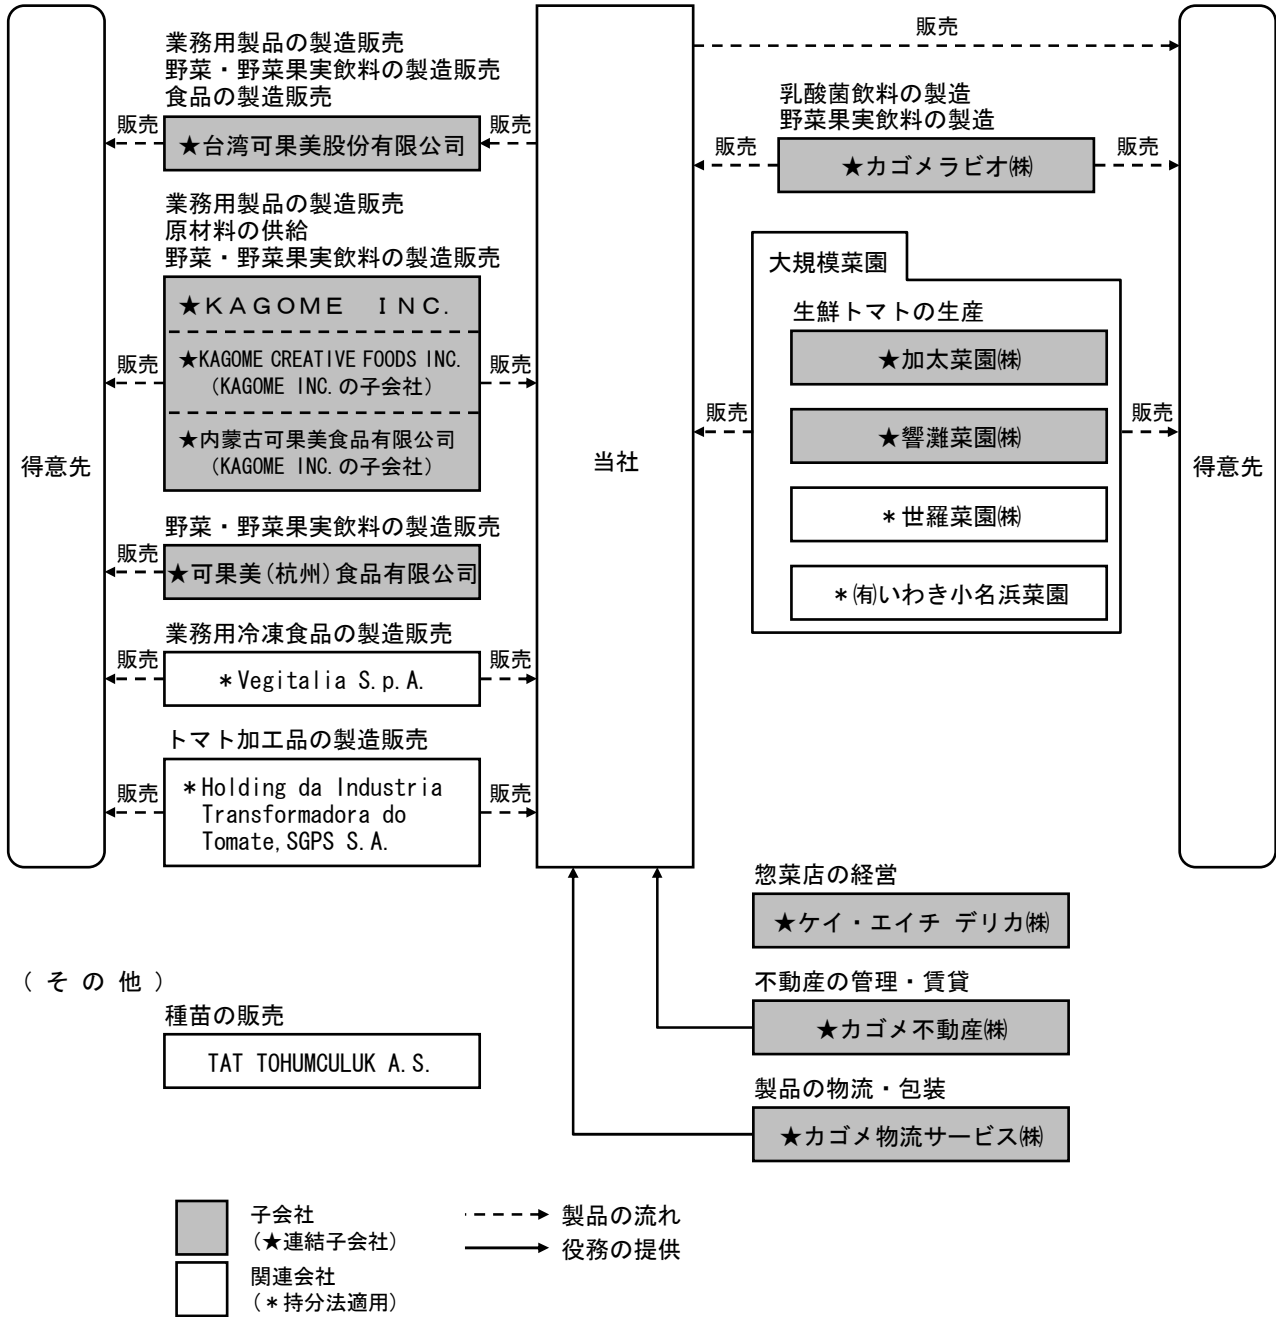 得意先
業務用製品の製造販売
野菜・野菜果実飲料の製造販売
食品の製造販売
販売
★台湾可果美股份有限公司
販売
業務用製品の製造販売
原材料の供給
野菜・野菜果実飲料の製造販売
★KAGOME INC.
販売
★KAGOME CREATIVE FOODS INC.
(KAGOME INC.の子会社)
販売
★内蒙古可果美食品有限公司
(KAGOME INC.の子会社)
野菜・野菜果実飲料の製造販売
販売
★可果美(杭州)食品有限公司
業務用冷凍食品の製造販売
販売
*Vegitalia S.p.A.
販売
トマト加工品の製造販売
販売
*Holding da Industria
Transformadora do
Tomate,SGPS S.A.
販売
当社
販売
乳酸菌飲料の製造
野菜果実飲料の製造
販売
★カゴメラビオ㈱
販売
大規模菜園
生鮮トマトの生産
★加太菜園㈱
販売
★響灘菜園㈱
販売
*世羅菜園㈱
*㈲いわき小名浜菜園
得意先
惣菜店の経営
★ケイ・エイチ デリカ㈱
不動産の管理・賃貸
★カゴメ不動産㈱
製品の物流・包装
★カゴメ物流サービス㈱
(その他)
種苗の販売
TAT TOHUMCULUK A.S.
子会社
(★連結子会社)
関連会社
(*持分法適用)
製品の流れ
役務の提供